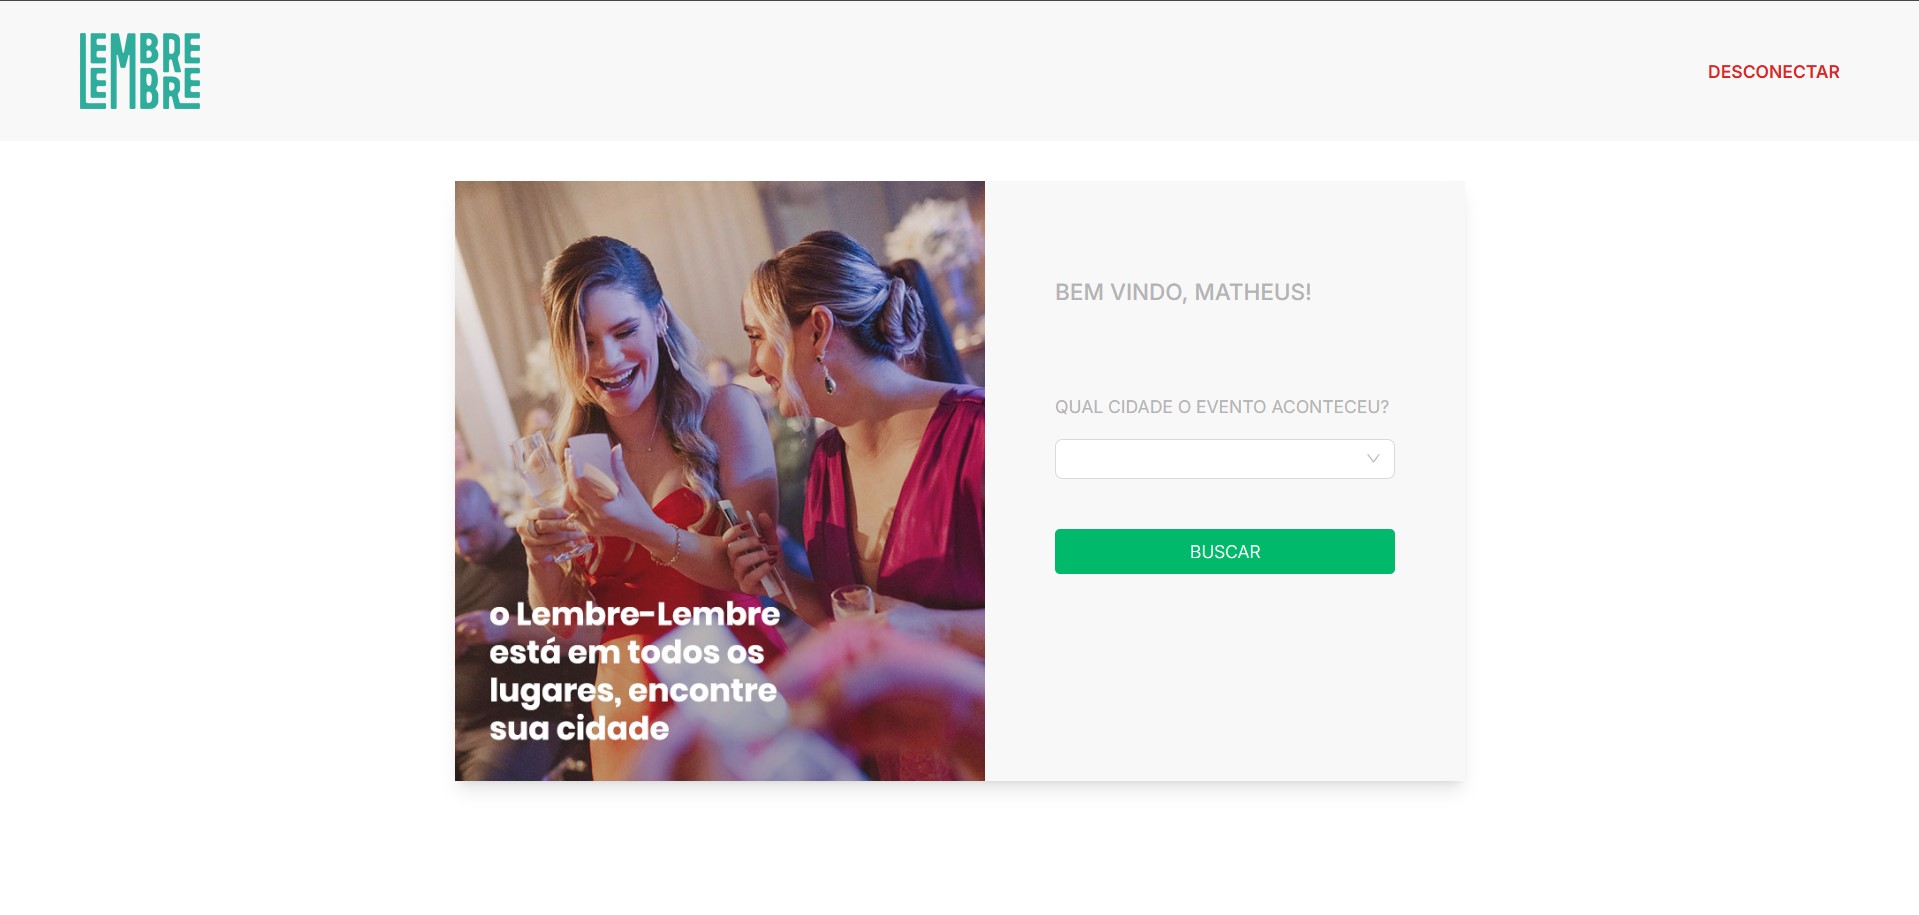 LEMBRE
LEMBRE
DESCONECTAR
o Lembre-Lembre
está em todos os
lugares, encontre
sua cidade
BEM VINDO, MATHEUS!
QUAL CIDADE O EVENTO ACONTECEU?
BUSCAR